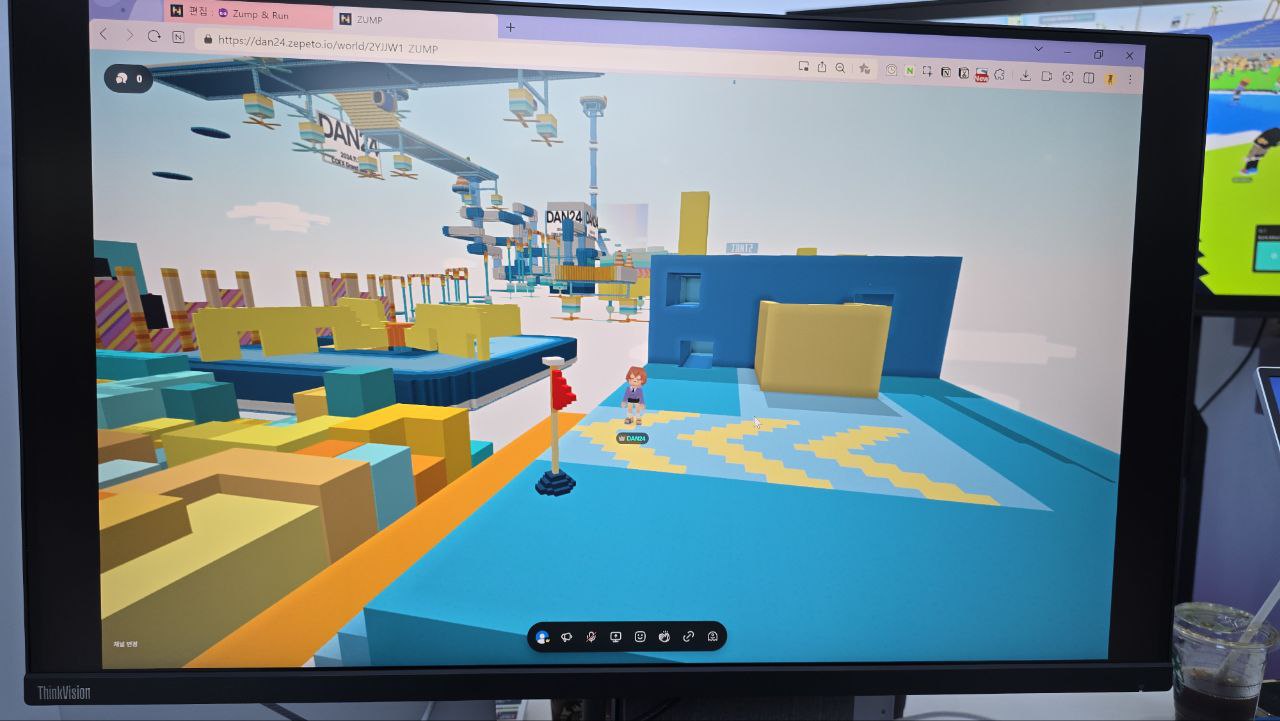 편집 : Zump & Run
ZUMP
https://dan24.zepeto.io/world/2YJJW1 ZUMP
New
0
DAN24
DAN24
DAN24
채널 변경
ThinkVision